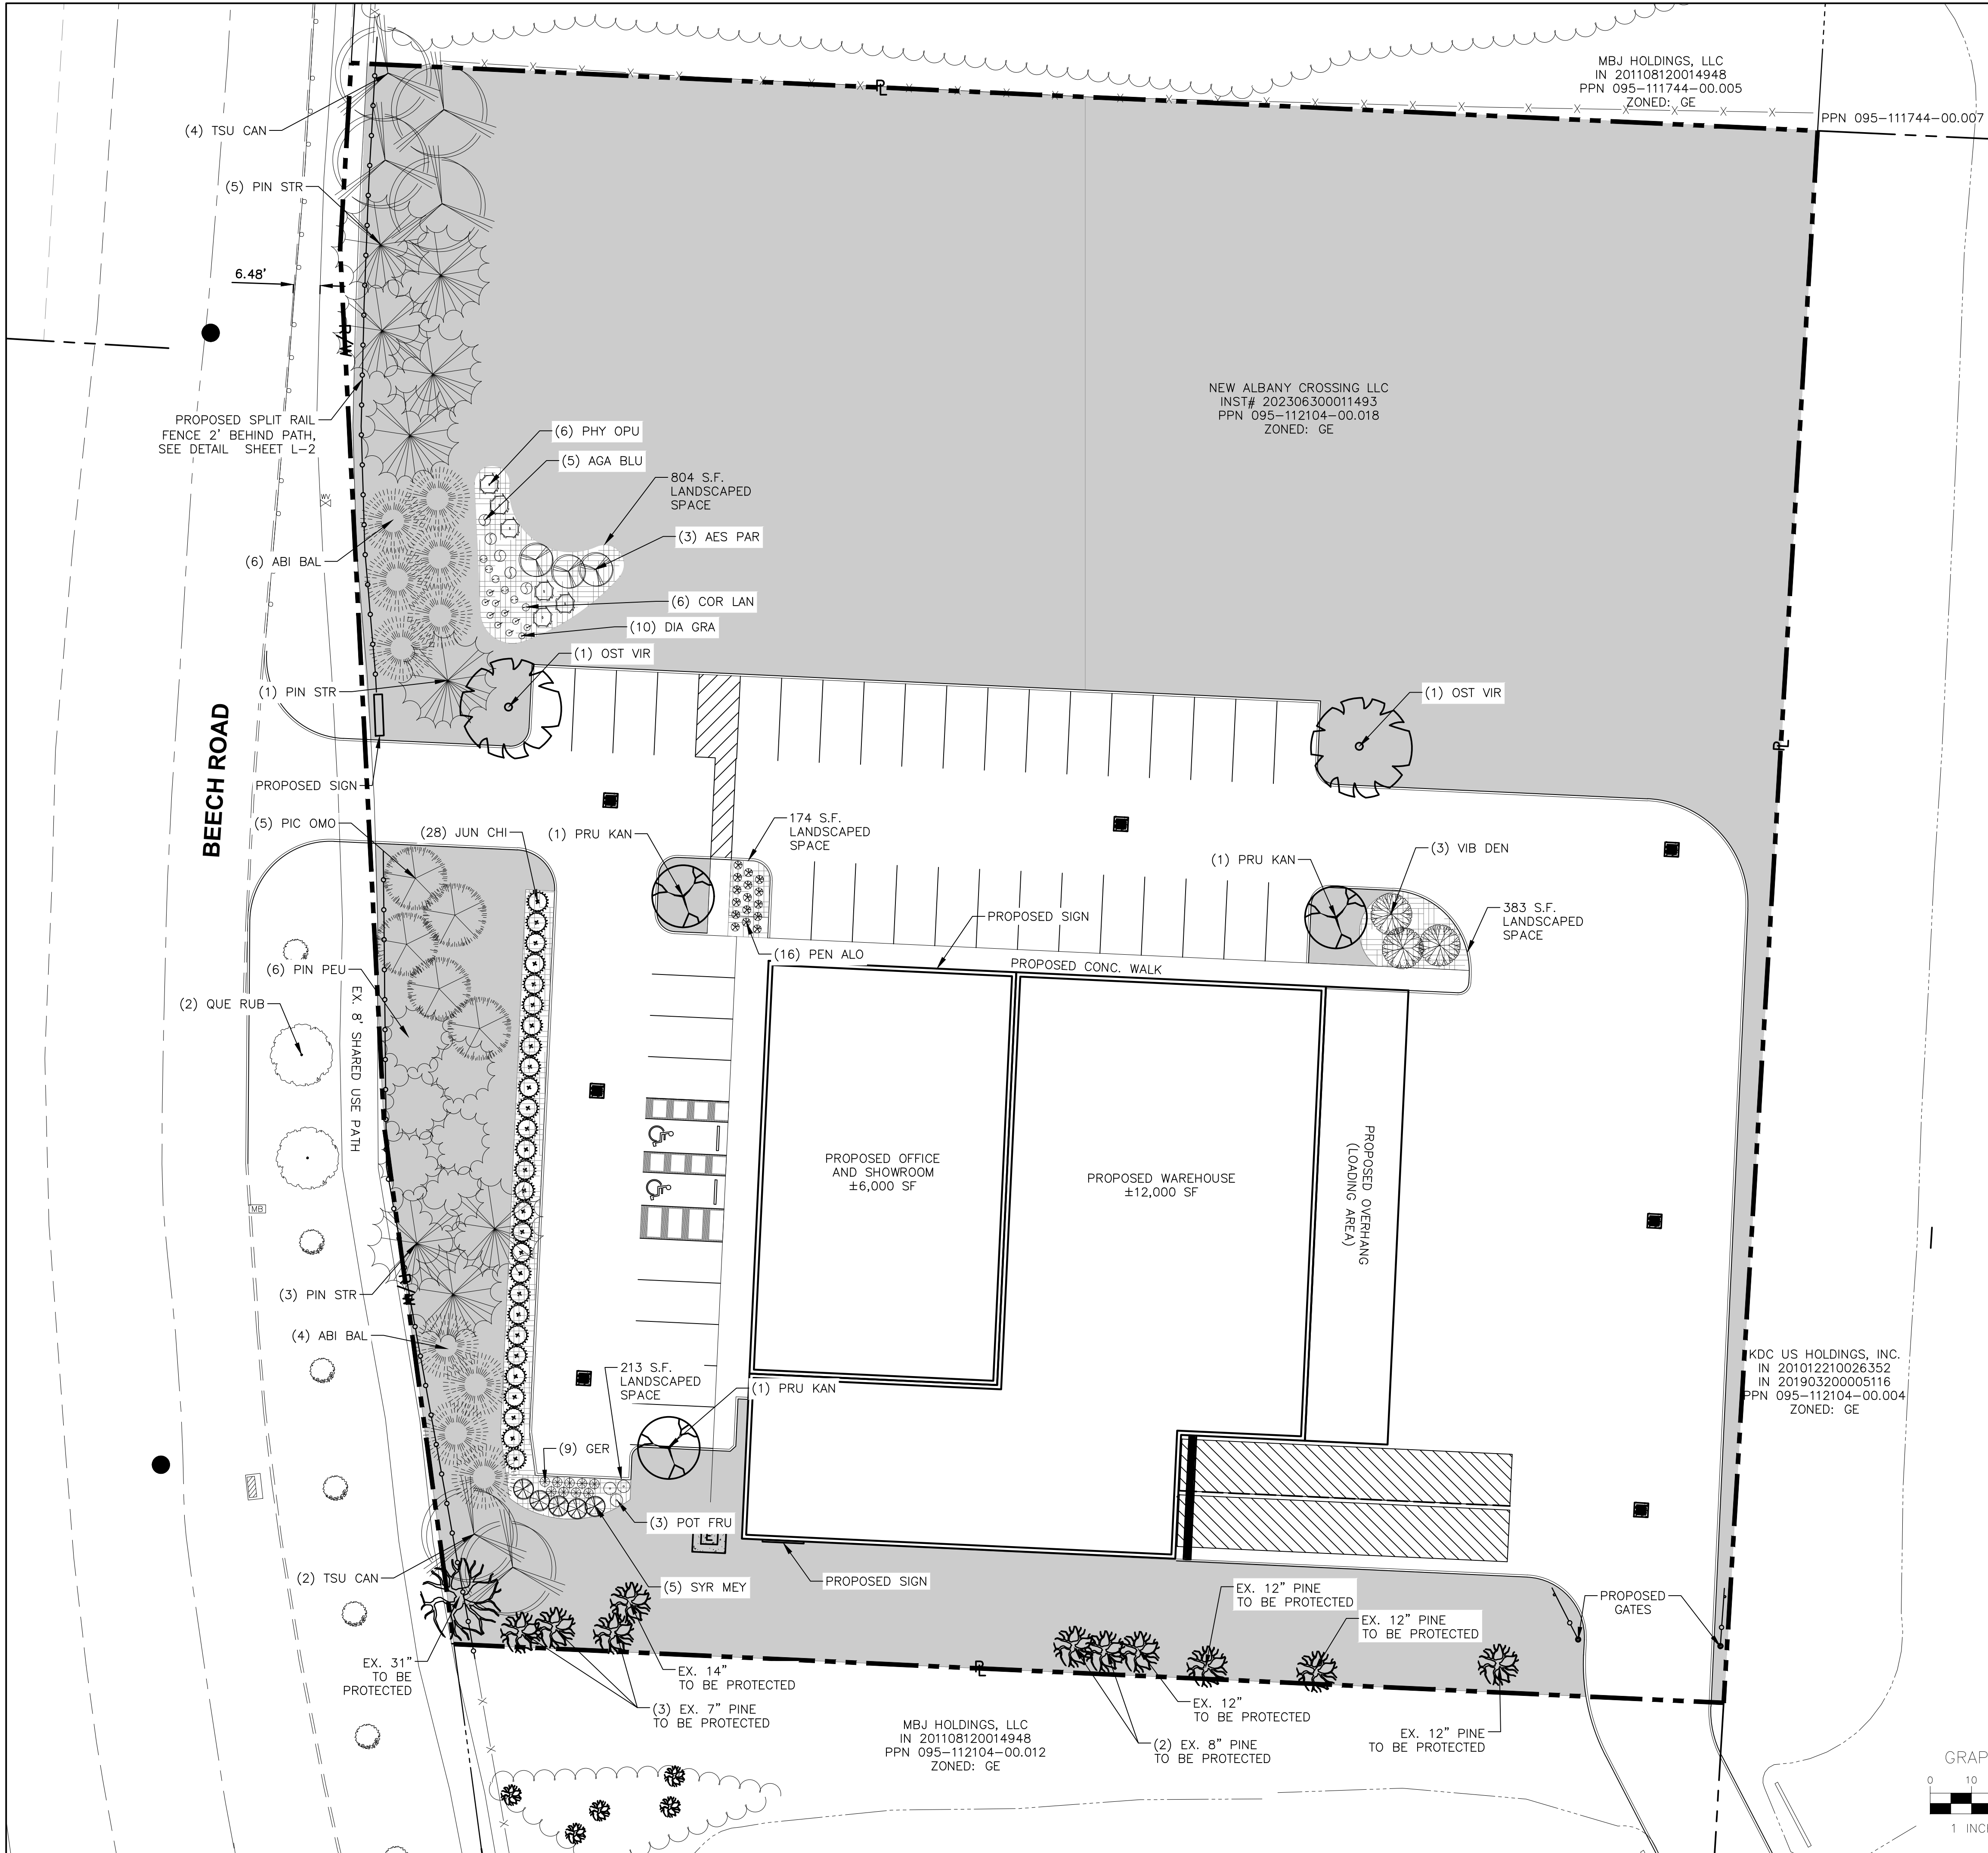 MBJ HOLDINGS, LLC
IN 201108120014948
PPN 095-111744-00.005
ZONED: GE
PPN 095-111744-00.007
PL
(4) TSU CAN
(5) PIN STR
6.48'
R/W
PROPOSED SPLIT RAIL
FENCE 2' BEHIND PATH,
SEE DETAIL SHEET L-2
NEW ALBANY CROSSING LLC
INST# 202306300011493
PPN 095-112104-00.018
ZONED: GE
(6) PHY OPU
(5) AGA BLU
804 S.F.
LANDSCAPED
SPACE
WV
(3) AES PAR
(6) ABI BAL
(6) COR LAN
(10) DIA GRA
(1) OST VIR
(1) PIN STR
(1) OST VIR
PL
BEECH ROAD
PROPOSED SIGN
(5) PIC OMO
(28) JUN CHI
(1) PRU KAN
174 S.F.
LANDSCAPED
SPACE
(1) PRU KAN
(3) VIB DEN
383 S.F.
LANDSCAPED
SPACE
PROPOSED SIGN
(16) PEN ALO
PROPOSED CONC. WALK
(6) PIN PEU
(2) QUE RUB
EX. 8' SHARED USE PATH
PROPOSED OFFICE
AND SHOWROOM
±6,000 SF
PROPOSED WAREHOUSE
±12,000 SF
PROPOSED OVERHANG
(LOADING AREA)
MB
(3) PIN STR
R/W
(4) ABI BAL
213 S.F.
LANDSCAPED
SPACE
(1) PRU KAN
KDC US HOLDINGS, INC.
IN 201012210026352
IN 201903200005116
PPN 095-112104-00.004
ZONED: GE
(9) GER
(3) POT FRU
(2) TSU CAN
(5) SYR MEY
PROPOSED SIGN
EX. 12" PINE
TO BE PROTECTED
EX. 12" PINE
TO BE PROTECTED
PROPOSED
GATES
EX. 31"
TO BE
PROTECTED
EX. 14"
TO BE PROTECTED
(3) EX. 7" PINE
TO BE PROTECTED
PL
EX. 12"
TO BE PROTECTED
(2) EX. 8" PINE
TO BE PROTECTED
EX. 12" PINE
TO BE PROTECTED
MBJ HOLDINGS, LLC
IN 201108120014948
PPN 095-112104-00.012
ZONED: GE
GRAP
0 10
1 INC